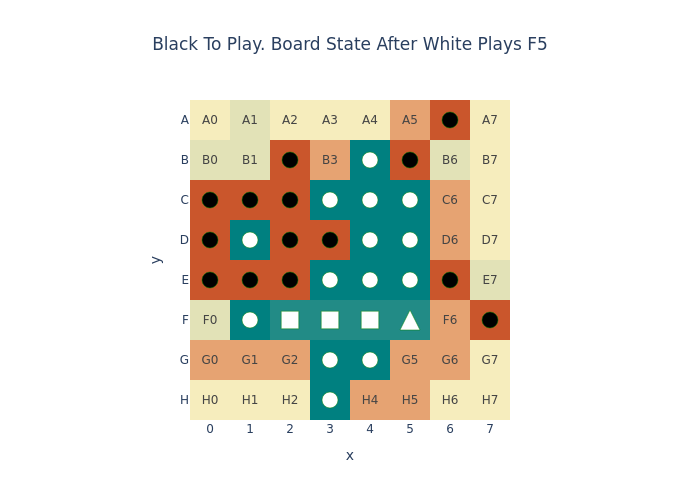 Black To Play. Board State After White Plays F5
A A0 A1 A2 A3 A4 A5 A7
B B0 B1 B3 B6 B7
C C6 C7
D D6 D7
E E7
F F0 F6
G G0 G1 G2 G5 G6 G7
H H0 H1 H2 H4 H5 H6 H7
0 1 2 3 4 5 6 7
x
y